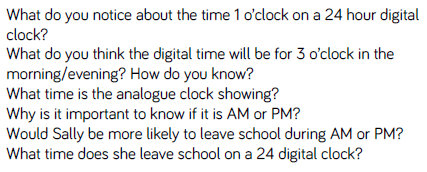 What do you notice about the time 1 o'clock on a 24 hour digital
clock?
What do you think the digital time will be for 3 o'clock in the
morning/evening? How do you know?
What time is the analogue clock showing?
Why is it important to know if it is AM or PM?
Would Sally be more likely to leave school during AM or PM?
What time does she leave school on a 24 digital clock?